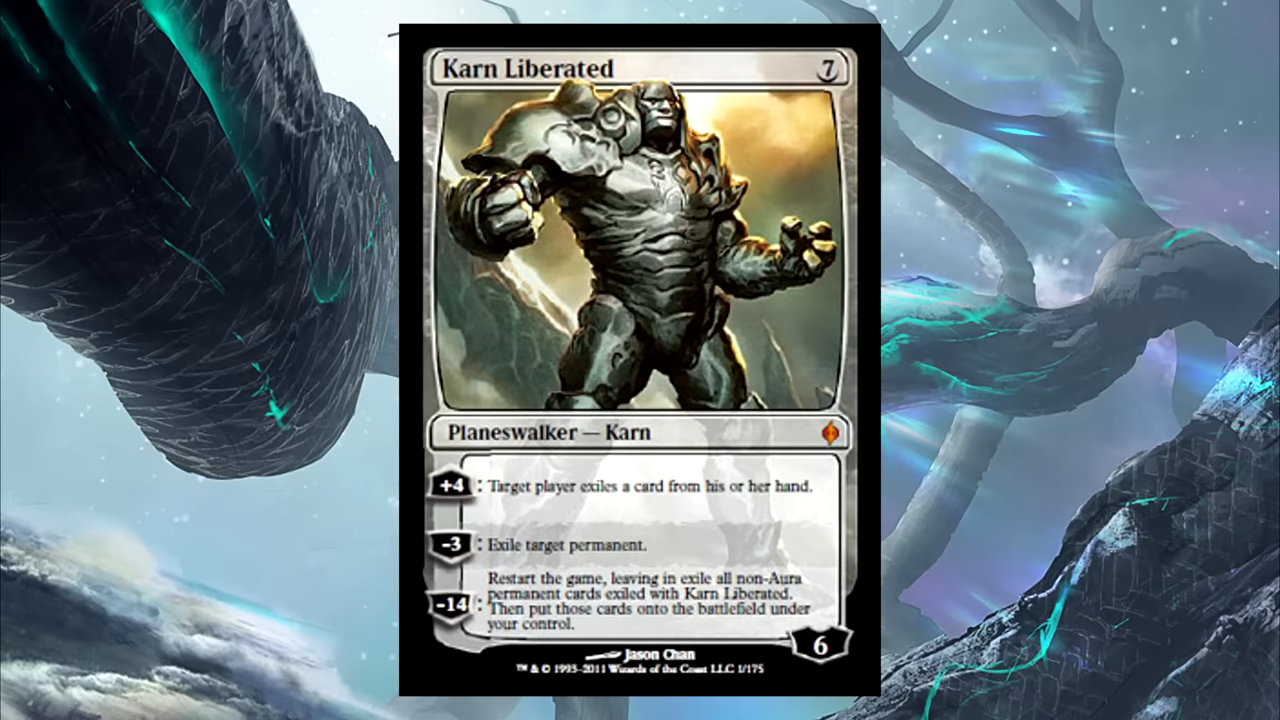 Karn Liberated 7
Planeswalker — Karn
+4 : Target player exiles a card from his or her hand.
-3 : Exile target permanent.
Restart the game, leaving in exile all non-Aura
permanent cards exiled with Karn Liberated.
-14 : Then put those cards onto the battlefield under
your control.
6
Jason Chan
™ & © 1993–2011 Wizards of the Coast LLC 1/175